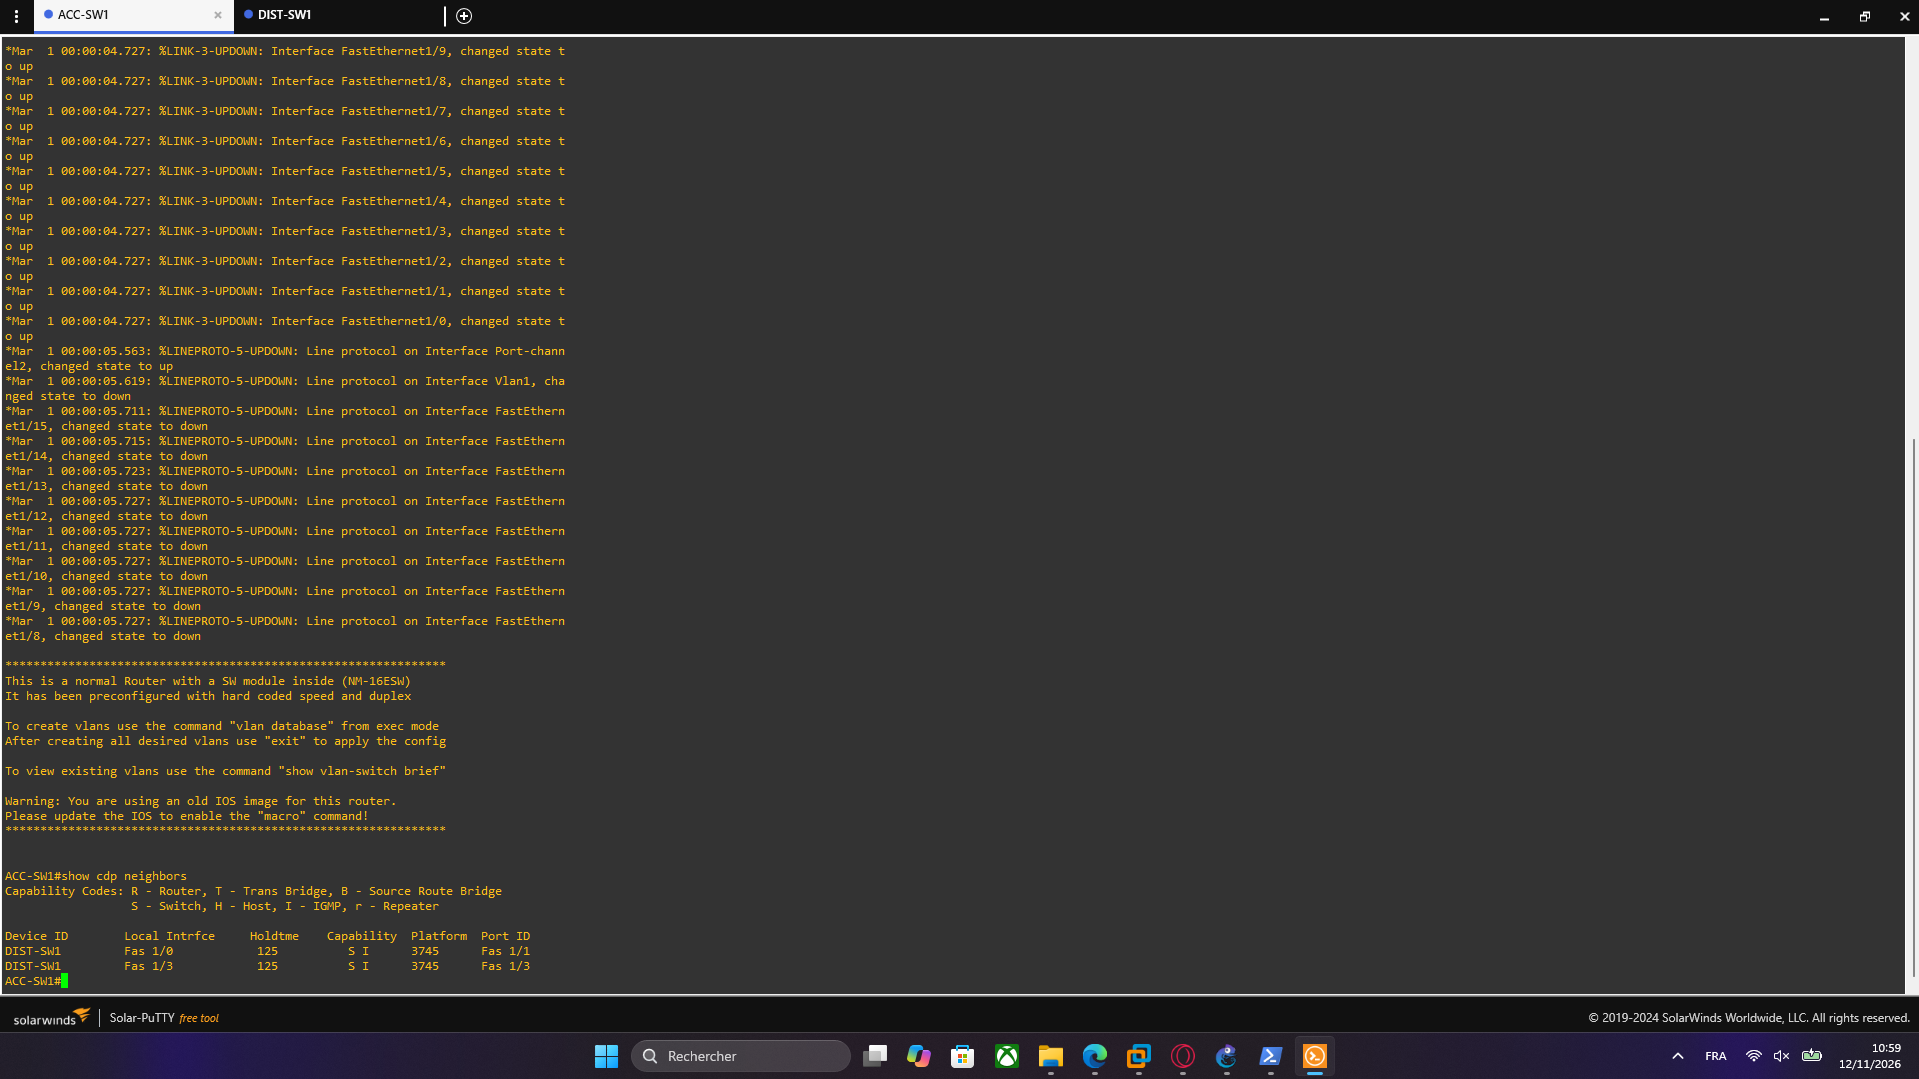 ACC-SW1
DIST-SW1
*Mar  1 00:00:04.727: %LINK-3-UPDOWN: Interface FastEthernet1/9, changed state t
o up
*Mar  1 00:00:04.727: %LINK-3-UPDOWN: Interface FastEthernet1/8, changed state t
o up
*Mar  1 00:00:04.727: %LINK-3-UPDOWN: Interface FastEthernet1/7, changed state t
o up
*Mar  1 00:00:04.727: %LINK-3-UPDOWN: Interface FastEthernet1/6, changed state t
o up
*Mar  1 00:00:04.727: %LINK-3-UPDOWN: Interface FastEthernet1/5, changed state t
o up
*Mar  1 00:00:04.727: %LINK-3-UPDOWN: Interface FastEthernet1/4, changed state t
o up
*Mar  1 00:00:04.727: %LINK-3-UPDOWN: Interface FastEthernet1/3, changed state t
o up
*Mar  1 00:00:04.727: %LINK-3-UPDOWN: Interface FastEthernet1/2, changed state t
o up
*Mar  1 00:00:04.727: %LINK-3-UPDOWN: Interface FastEthernet1/1, changed state t
o up
*Mar  1 00:00:04.727: %LINK-3-UPDOWN: Interface FastEthernet1/0, changed state t
o up
*Mar  1 00:00:05.563: %LINEPROTO-5-UPDOWN: Line protocol on Interface Port-chann
el2, changed state to up
*Mar  1 00:00:05.619: %LINEPROTO-5-UPDOWN: Line protocol on Interface Vlan1, cha
nged state to down
*Mar  1 00:00:05.711: %LINEPROTO-5-UPDOWN: Line protocol on Interface FastEthern
et1/15, changed state to down
*Mar  1 00:00:05.715: %LINEPROTO-5-UPDOWN: Line protocol on Interface FastEthern
et1/14, changed state to down
*Mar  1 00:00:05.723: %LINEPROTO-5-UPDOWN: Line protocol on Interface FastEthern
et1/13, changed state to down
*Mar  1 00:00:05.727: %LINEPROTO-5-UPDOWN: Line protocol on Interface FastEthern
et1/12, changed state to down
*Mar  1 00:00:05.727: %LINEPROTO-5-UPDOWN: Line protocol on Interface FastEthern
et1/11, changed state to down
*Mar  1 00:00:05.727: %LINEPROTO-5-UPDOWN: Line protocol on Interface FastEthern
et1/10, changed state to down
*Mar  1 00:00:05.727: %LINEPROTO-5-UPDOWN: Line protocol on Interface FastEthern
et1/9, changed state to down
*Mar  1 00:00:05.727: %LINEPROTO-5-UPDOWN: Line protocol on Interface FastEthern
et1/8, changed state to down
***************************************************************
This is a normal Router with a SW module inside (NM-16ESW)
It has been preconfigured with hard coded speed and duplex
To create vlans use the command "vlan database" from exec mode
After creating all desired vlans use "exit" to apply the config
To view existing vlans use the command "show vlan-switch brief"
Warning: You are using an old IOS image for this router.
Please update the IOS to enable the "macro" command!
***************************************************************
ACC-SW1#show cdp neighbors
Capability Codes: R - Router, T - Trans Bridge, B - Source Route Bridge
                  S - Switch, H - Host, I - IGMP, r - Repeater
Device ID        Local Intrfce     Holdtme    Capability  Platform  Port ID
DIST-SW1         Fas 1/0            125          S I      3745      Fas 1/1
DIST-SW1         Fas 1/3            125          S I      3745      Fas 1/3
ACC-SW1#
solarwinds Solar-PuTTY free tool
© 2019-2024 SolarWinds Worldwide, LLC. All rights reserved.
Rechercher
FRA
10:59
12/11/2026